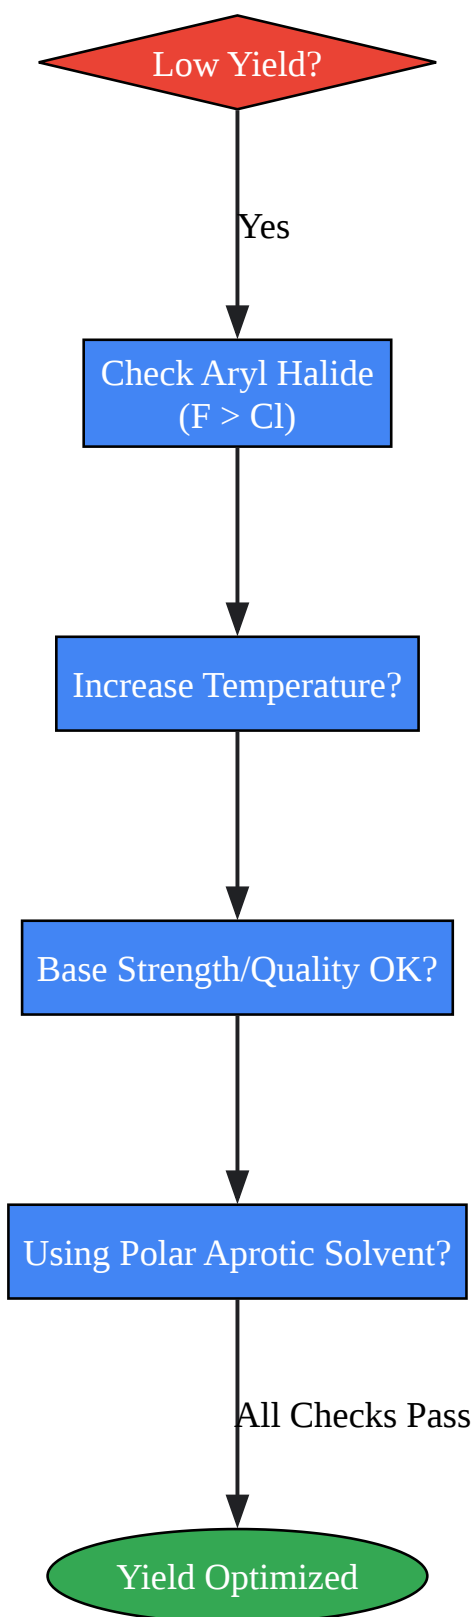 Low Yield?
Yes
Check Aryl Halide
(F > Cl)
Increase Temperature?
Base Strength/Quality OK?
Using Polar Aprotic Solvent?
All Checks Pass
Yield Optimized